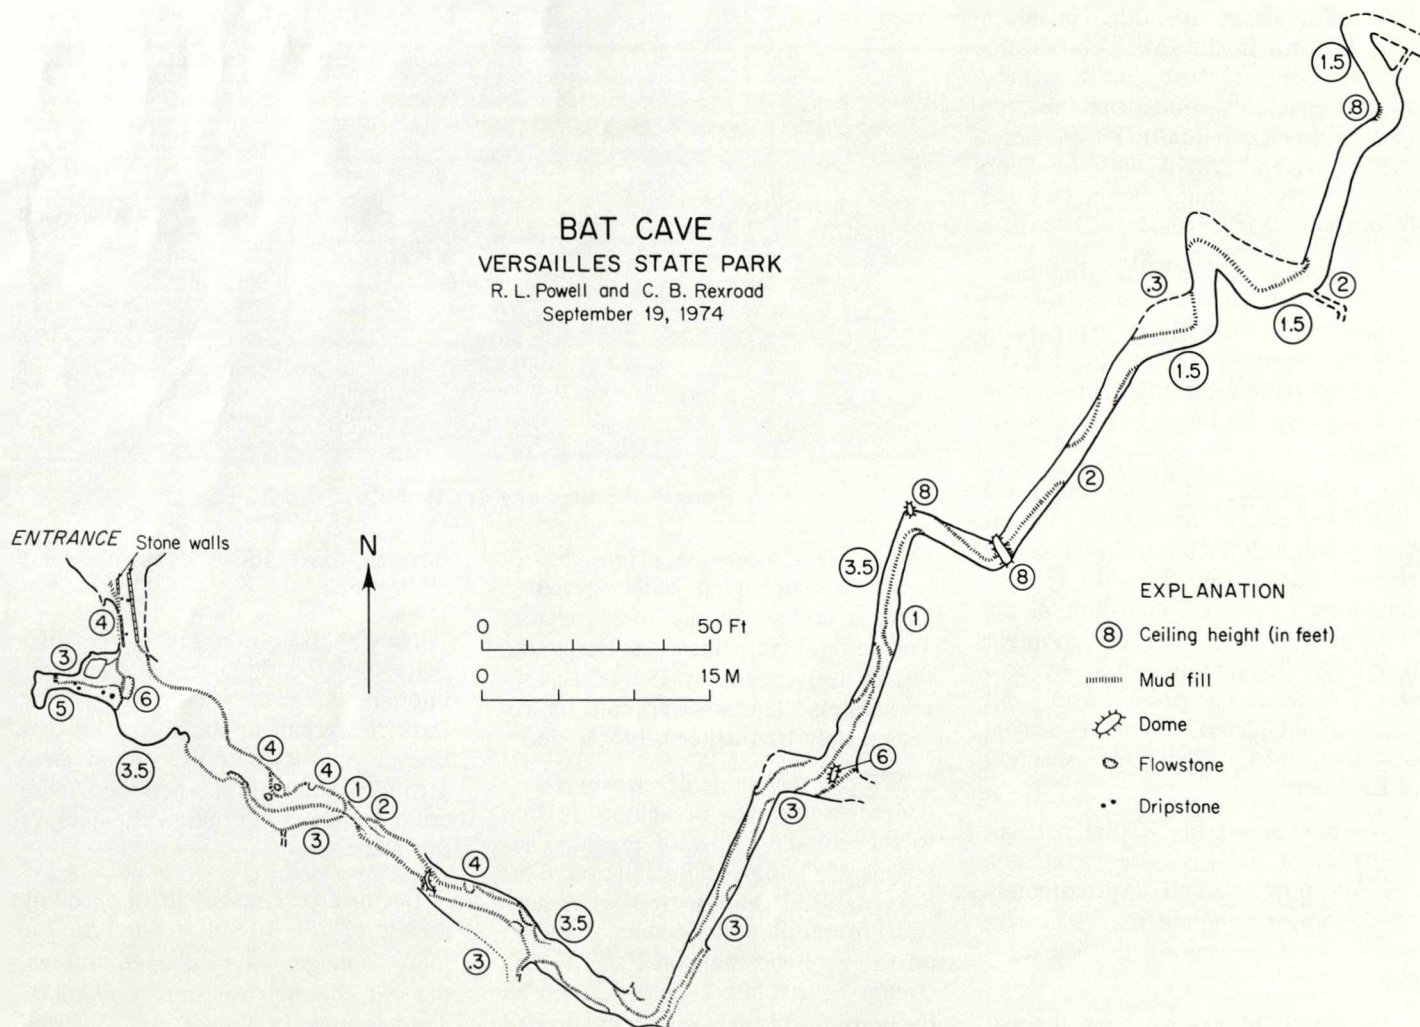 BAT CAVE
VERSAILLES STATE PARK
R. L. Powell and C. B. Rexroad
September 19, 1974
1.5
.8
.3
2
1.5
1.5
2
8
8
3.5
1
ENTRANCE
Stone walls
N
0 50 Ft
0 15 M
4
3
5
6
3.5
4
4
1
2
3
4
3.5
.3
6
3
3
EXPLANATION
8 Ceiling height (in feet)
Mud fill
Dome
Flowstone
Dripstone